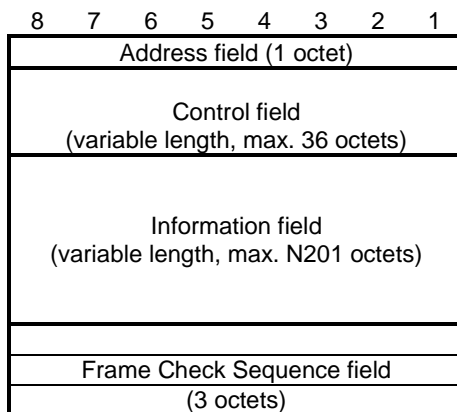 8 7 6 5 4 3 2 1
Address field (1 octet)
Control field
(variable length, max. 36 octets)
Information field
(variable length, max. N201 octets)
Frame Check Sequence field
(3 octets)